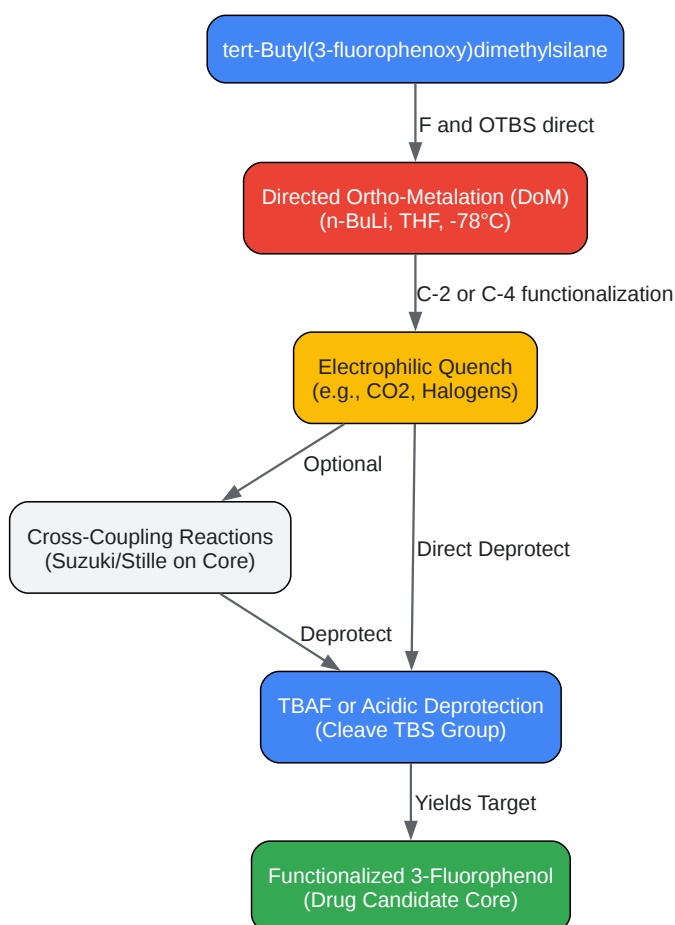 tert-Butyl(3-fluorophenoxy)dimethylsilane
F and OTBS direct
Directed Ortho-Metalation (DoM)
(n-BuLi, THF, -78°C)
C-2 or C-4 functionalization
Electrophilic Quench
(e.g., CO2, Halogens)
Optional
Cross-Coupling Reactions
(Suzuki/Stille on Core)
Direct Deprotect
Deprotect
TBAF or Acidic Deprotection
(Cleave TBS Group)
Yields Target
Functionalized 3-Fluorophenol
(Drug Candidate Core)